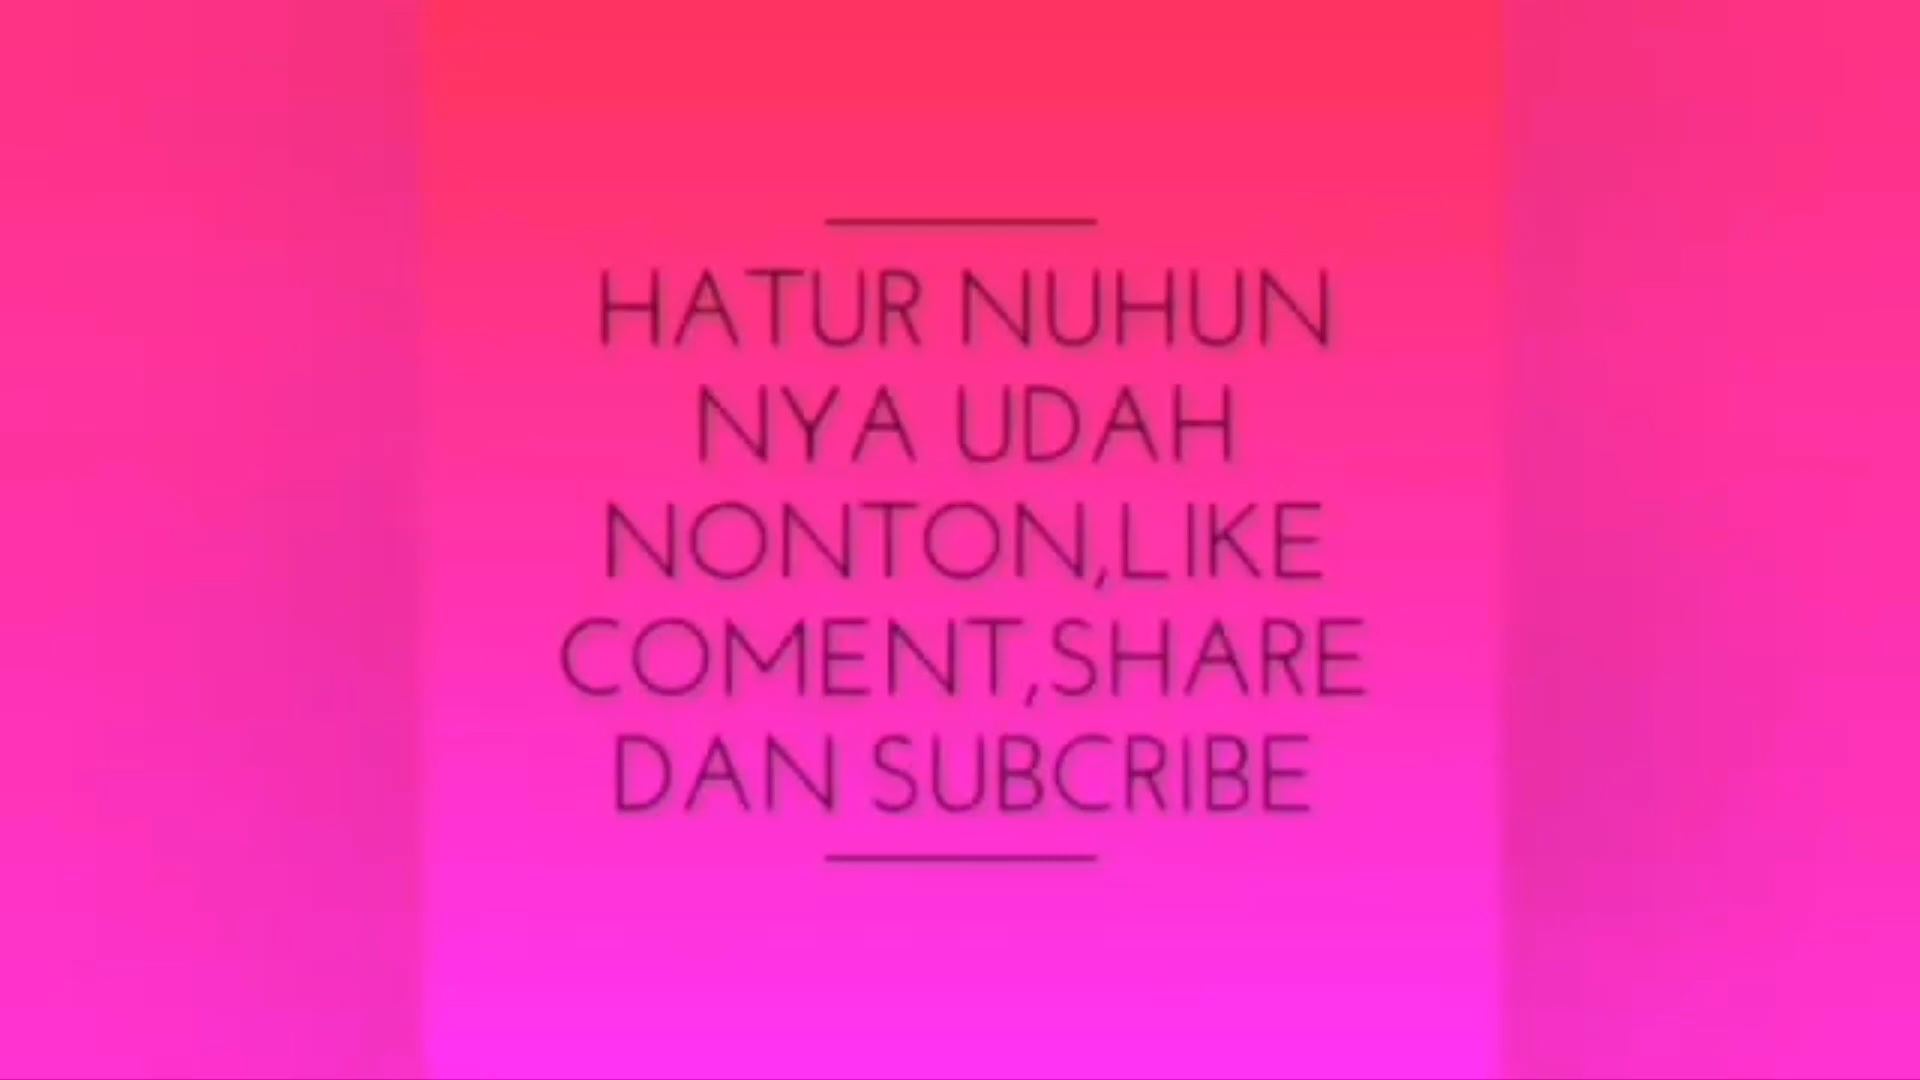 HATUR NUHUN
NYA UDAH
NONTON,LIKE
COMENT,SHARE
DAN SUBCRIBE